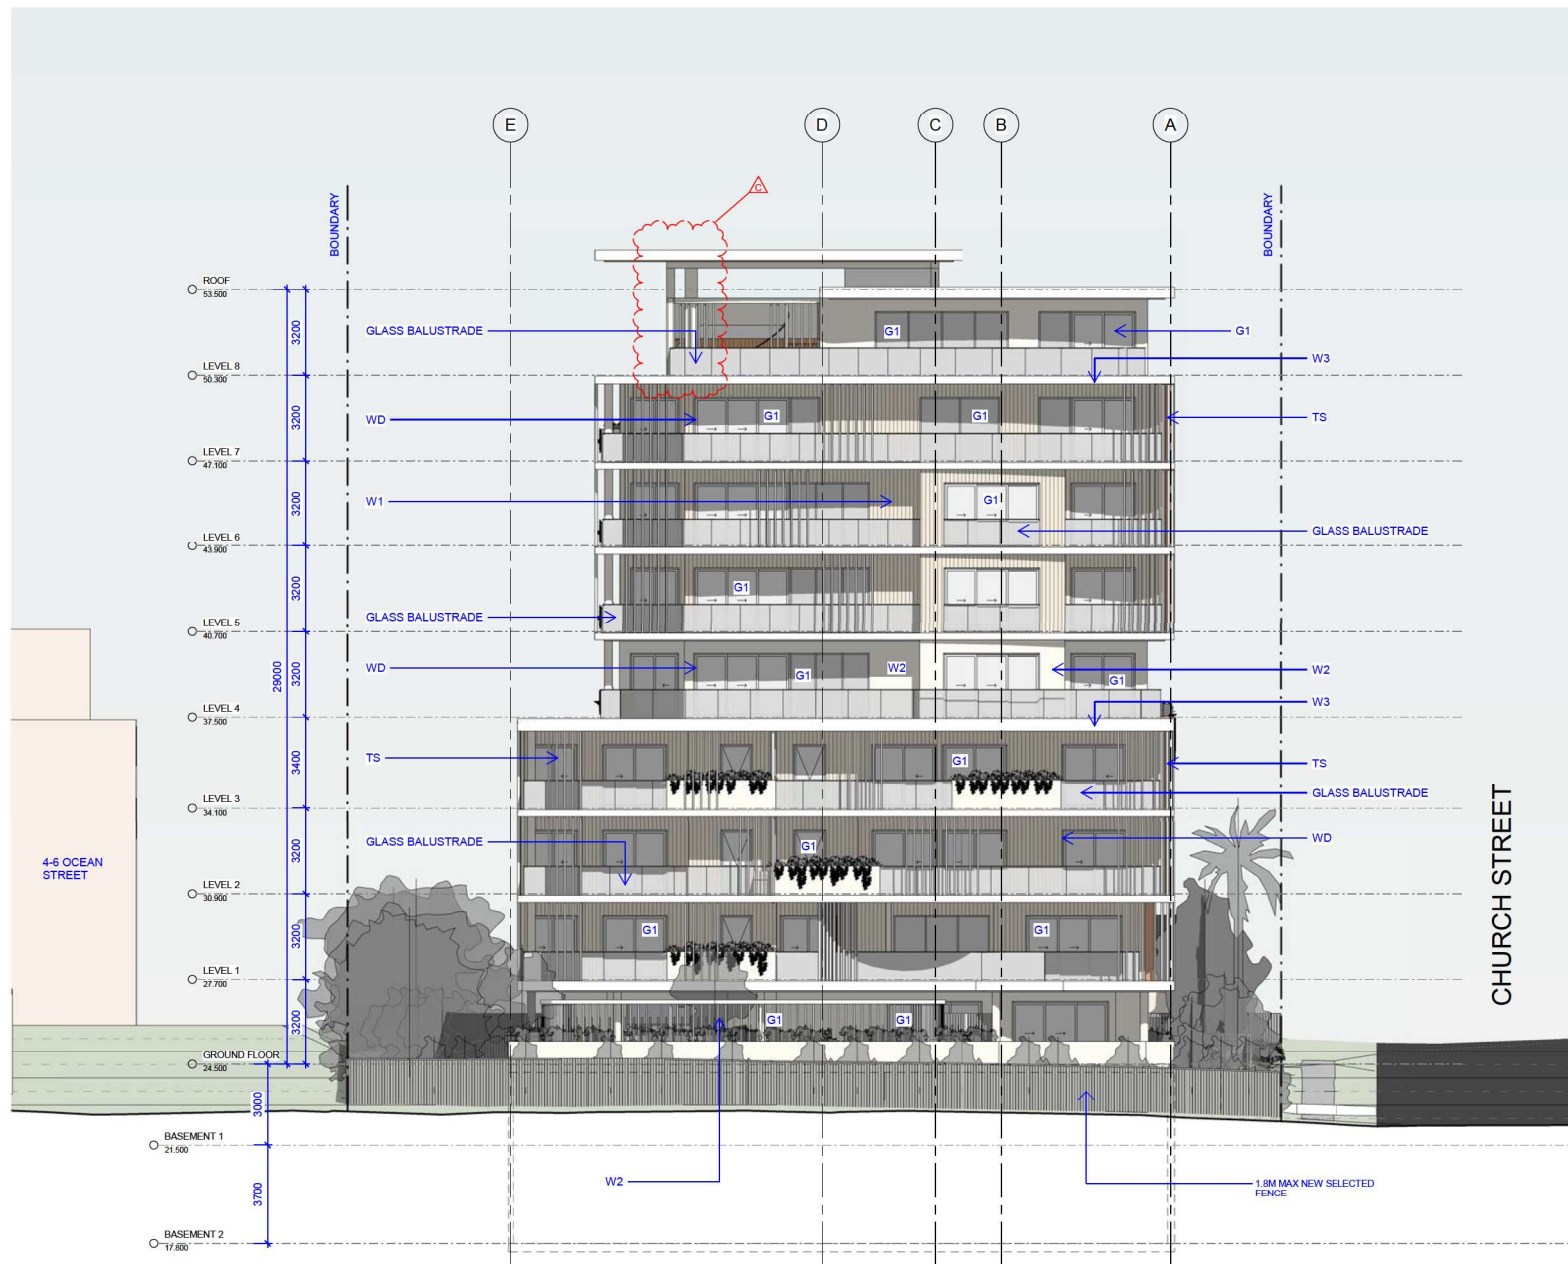 E
D
C
B
A
C
BOUNDARY
BOUNDARY
ROOF
53.500
3200
GLASS BALUSTRADE
G1
G1
W3
LEVEL 8
50.300
3200
WD
G1
G1
TS
LEVEL 7
47.100
3200
W1
G1
GLASS BALUSTRADE
LEVEL 6
43.900
3200
G1
GLASS BALUSTRADE
LEVEL 5
40.700
29000
3200
WD
G1
W2
G1
W2
W3
LEVEL 4
37.500
3400
TS
G1
TS
GLASS BALUSTRADE
LEVEL 3
34.100
3200
GLASS BALUSTRADE
G1
WD
4-6 OCEAN
STREET
LEVEL 2
30.900
3200
G1
G1
CHURCH STREET
LEVEL 1
27.700
3200
G1
G1
GROUND FLOOR
24.500
3000
BASEMENT 1
21.500
3700
W2
1.8M MAX NEW SELECTED
FENCE
BASEMENT 2
17.800